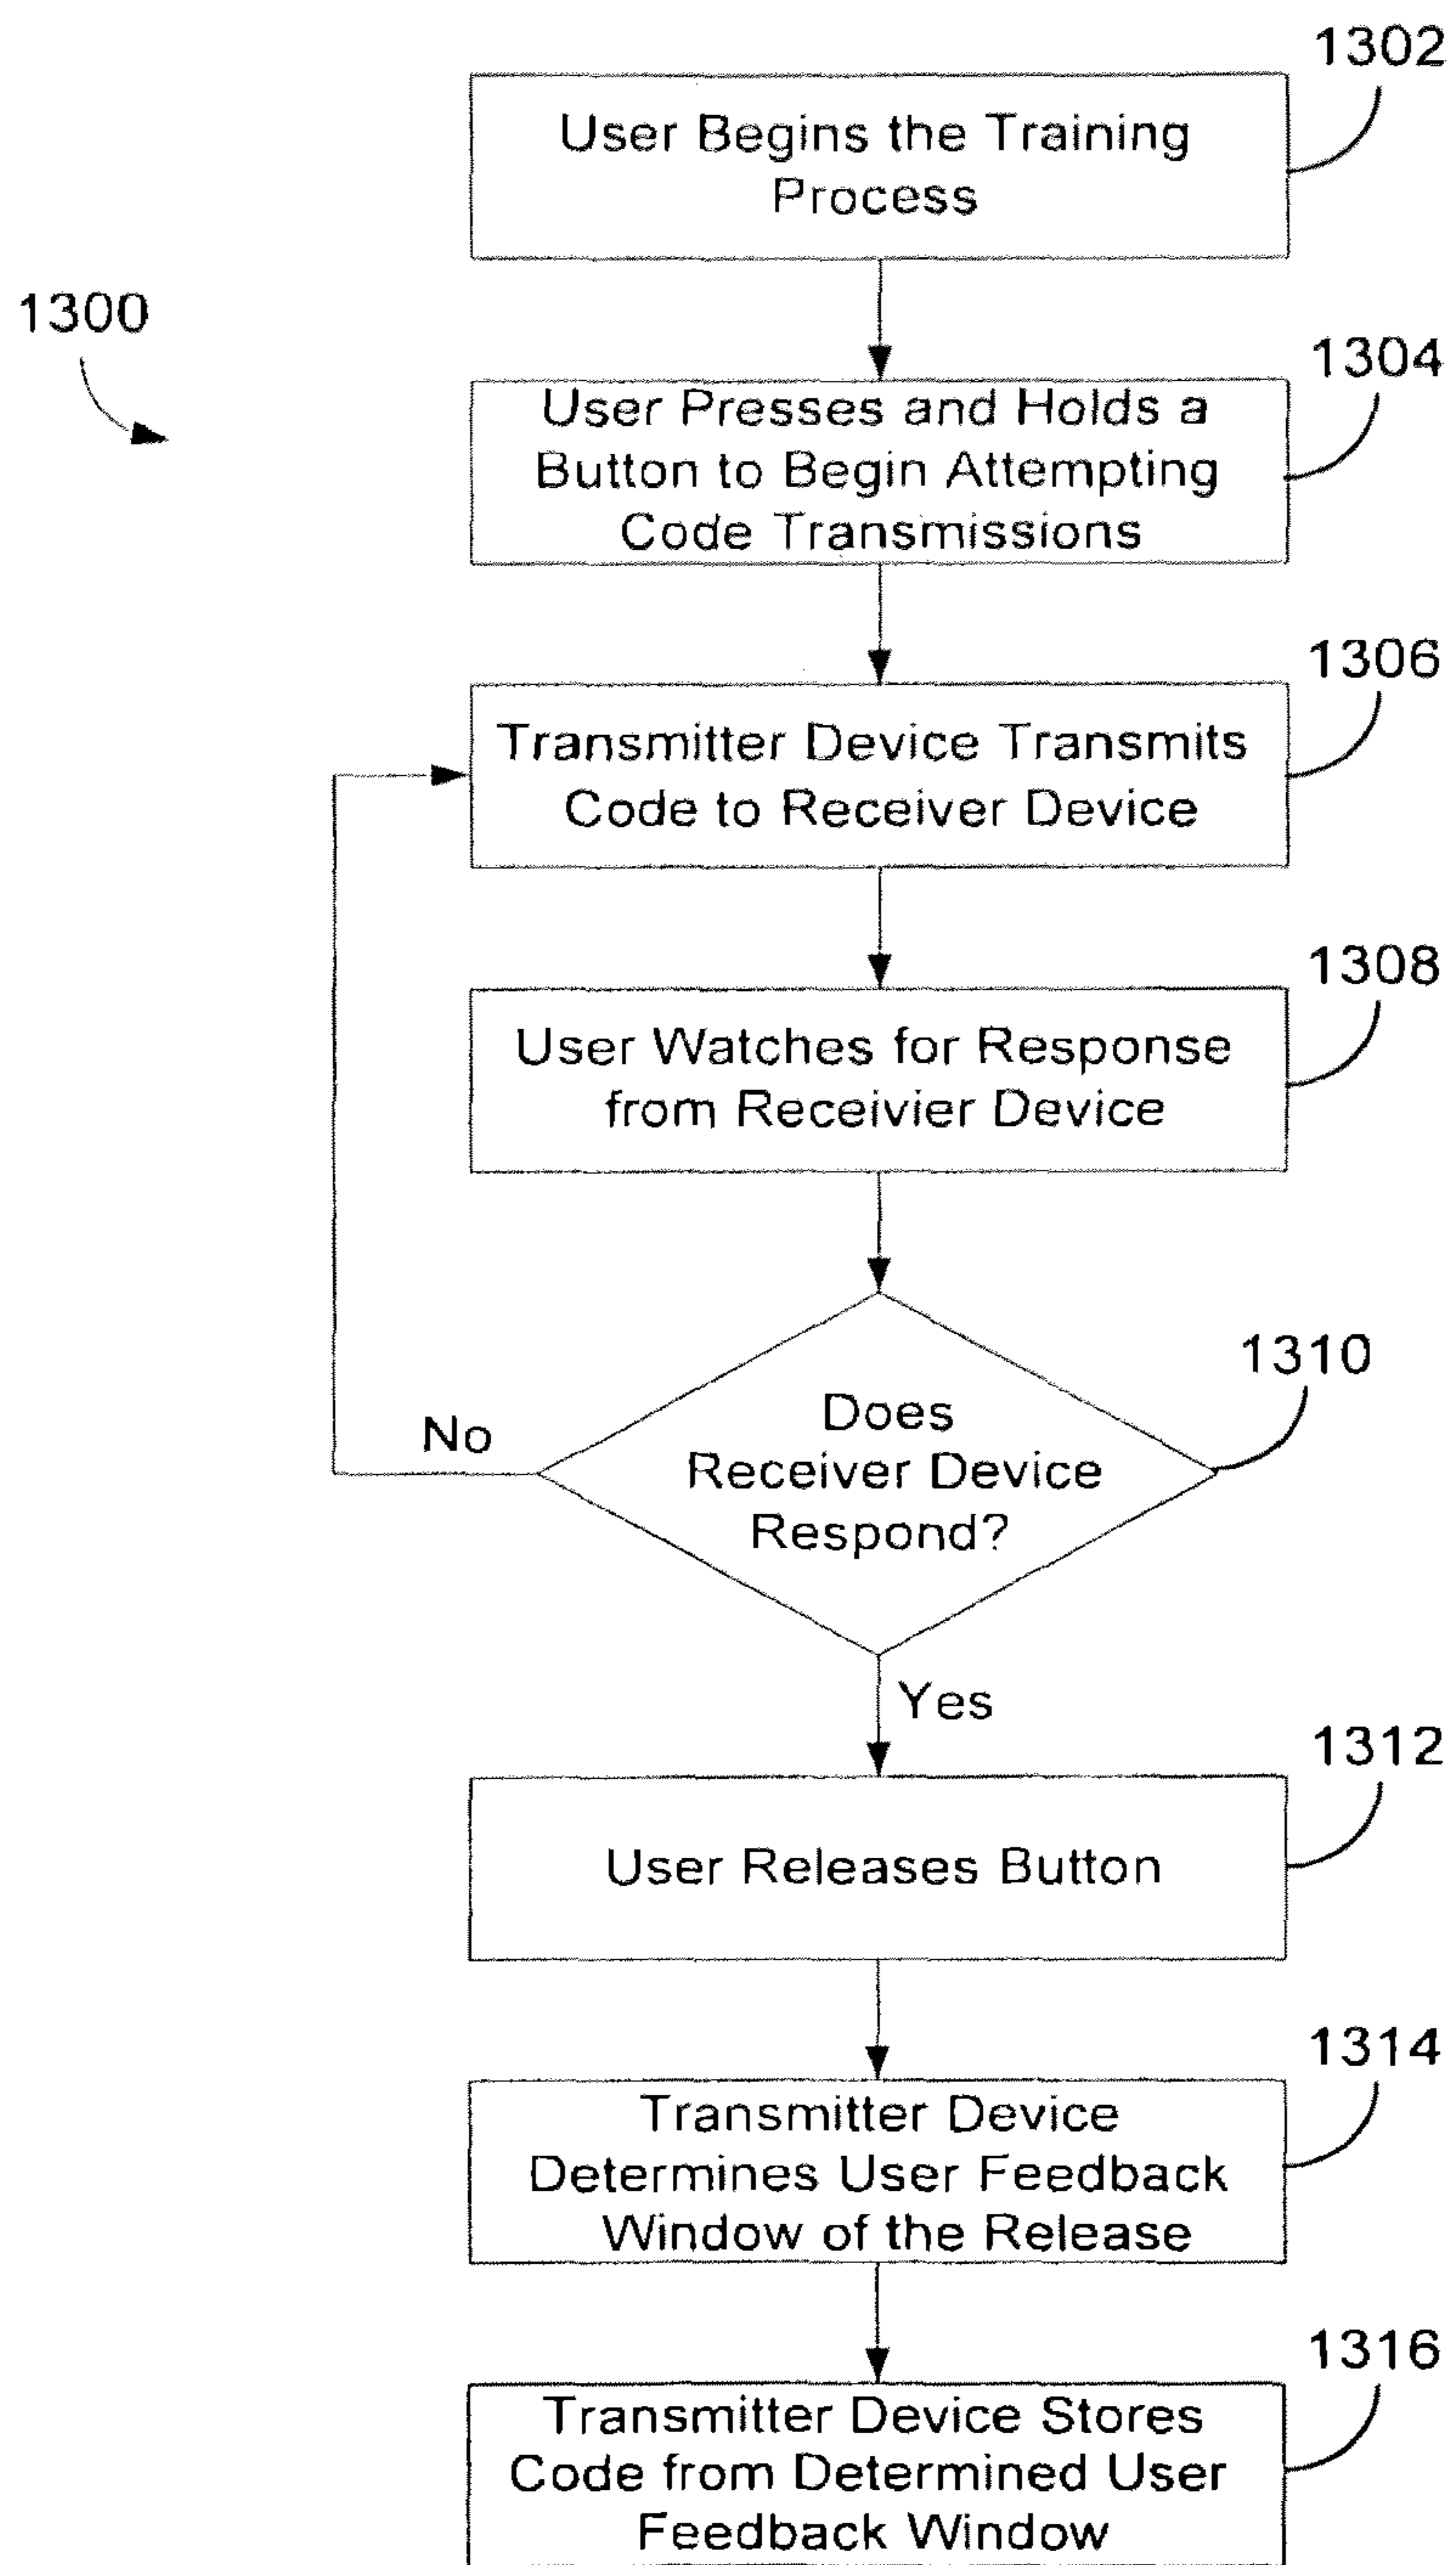 1302
User Begins the Training
Process
1300
1304
User Presses and Holds a
Button to Begin Attempting
Code Transmissions
1306
Transmitter Device Transmits
Code to Receiver Device
1308
User Watches for Response
from Receivier Device
1310
Does
Receiver Device
Respond?
No
Yes
1312
User Releases Button
1314
Transmitter Device
Determines User Feedback
Window of the Release
1316
Transmitter Device Stores
Code from Determined User
Feedback Window